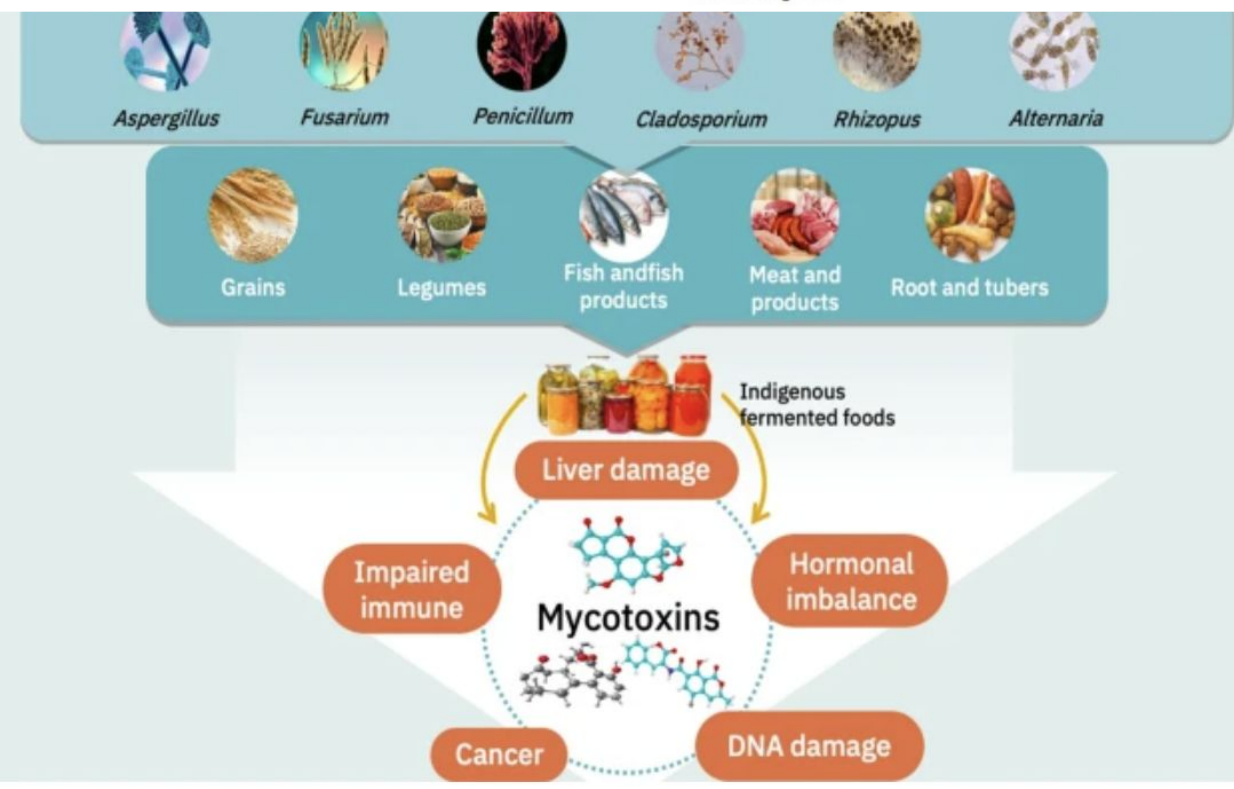 Aspergillus
Fusarium
Penicillum
Cladosporium
Rhizopus
Alternaria
Grains
Legumes
Fish andfish
products
Meat and
products
Root and tubers
Indigenous
fermented foods
Liver damage
Impaired
immune
Hormonal
imbalance
Mycotoxins
Cancer
DNA damage